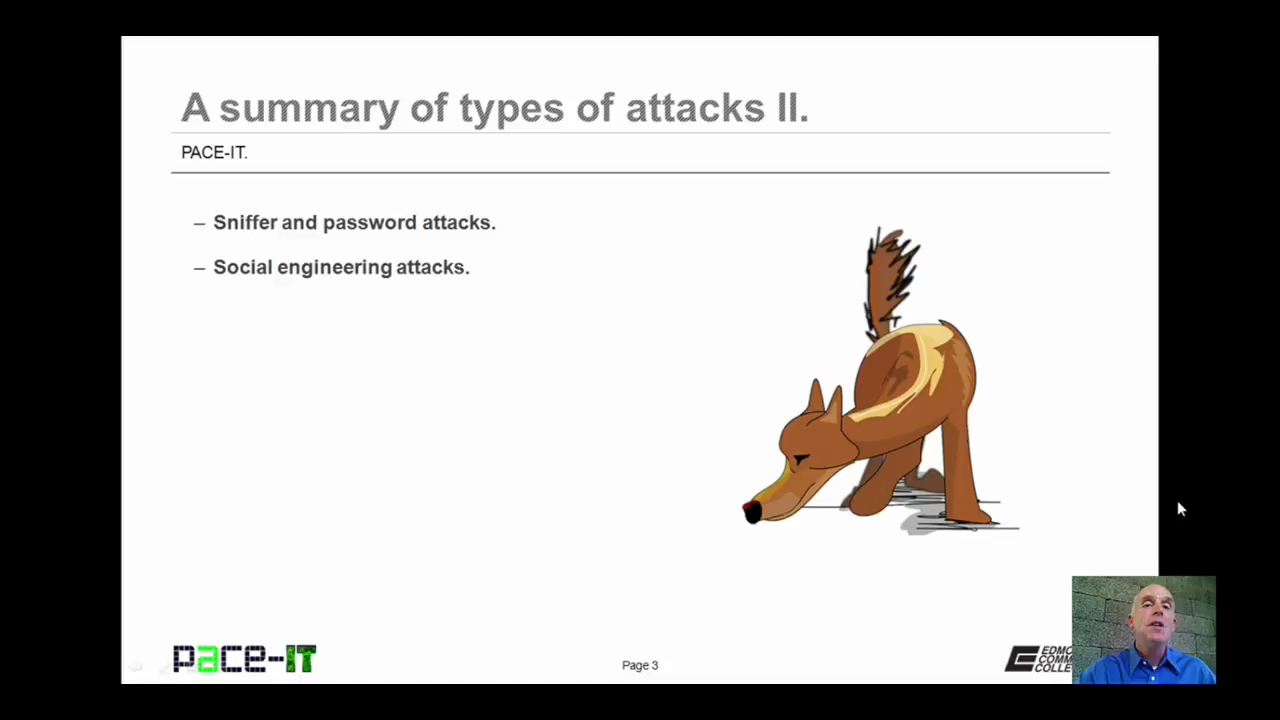 A summary of types of attacks II.
PACE-IT.
– Sniffer and password attacks.
– Social engineering attacks.
pace-IT
Page 3